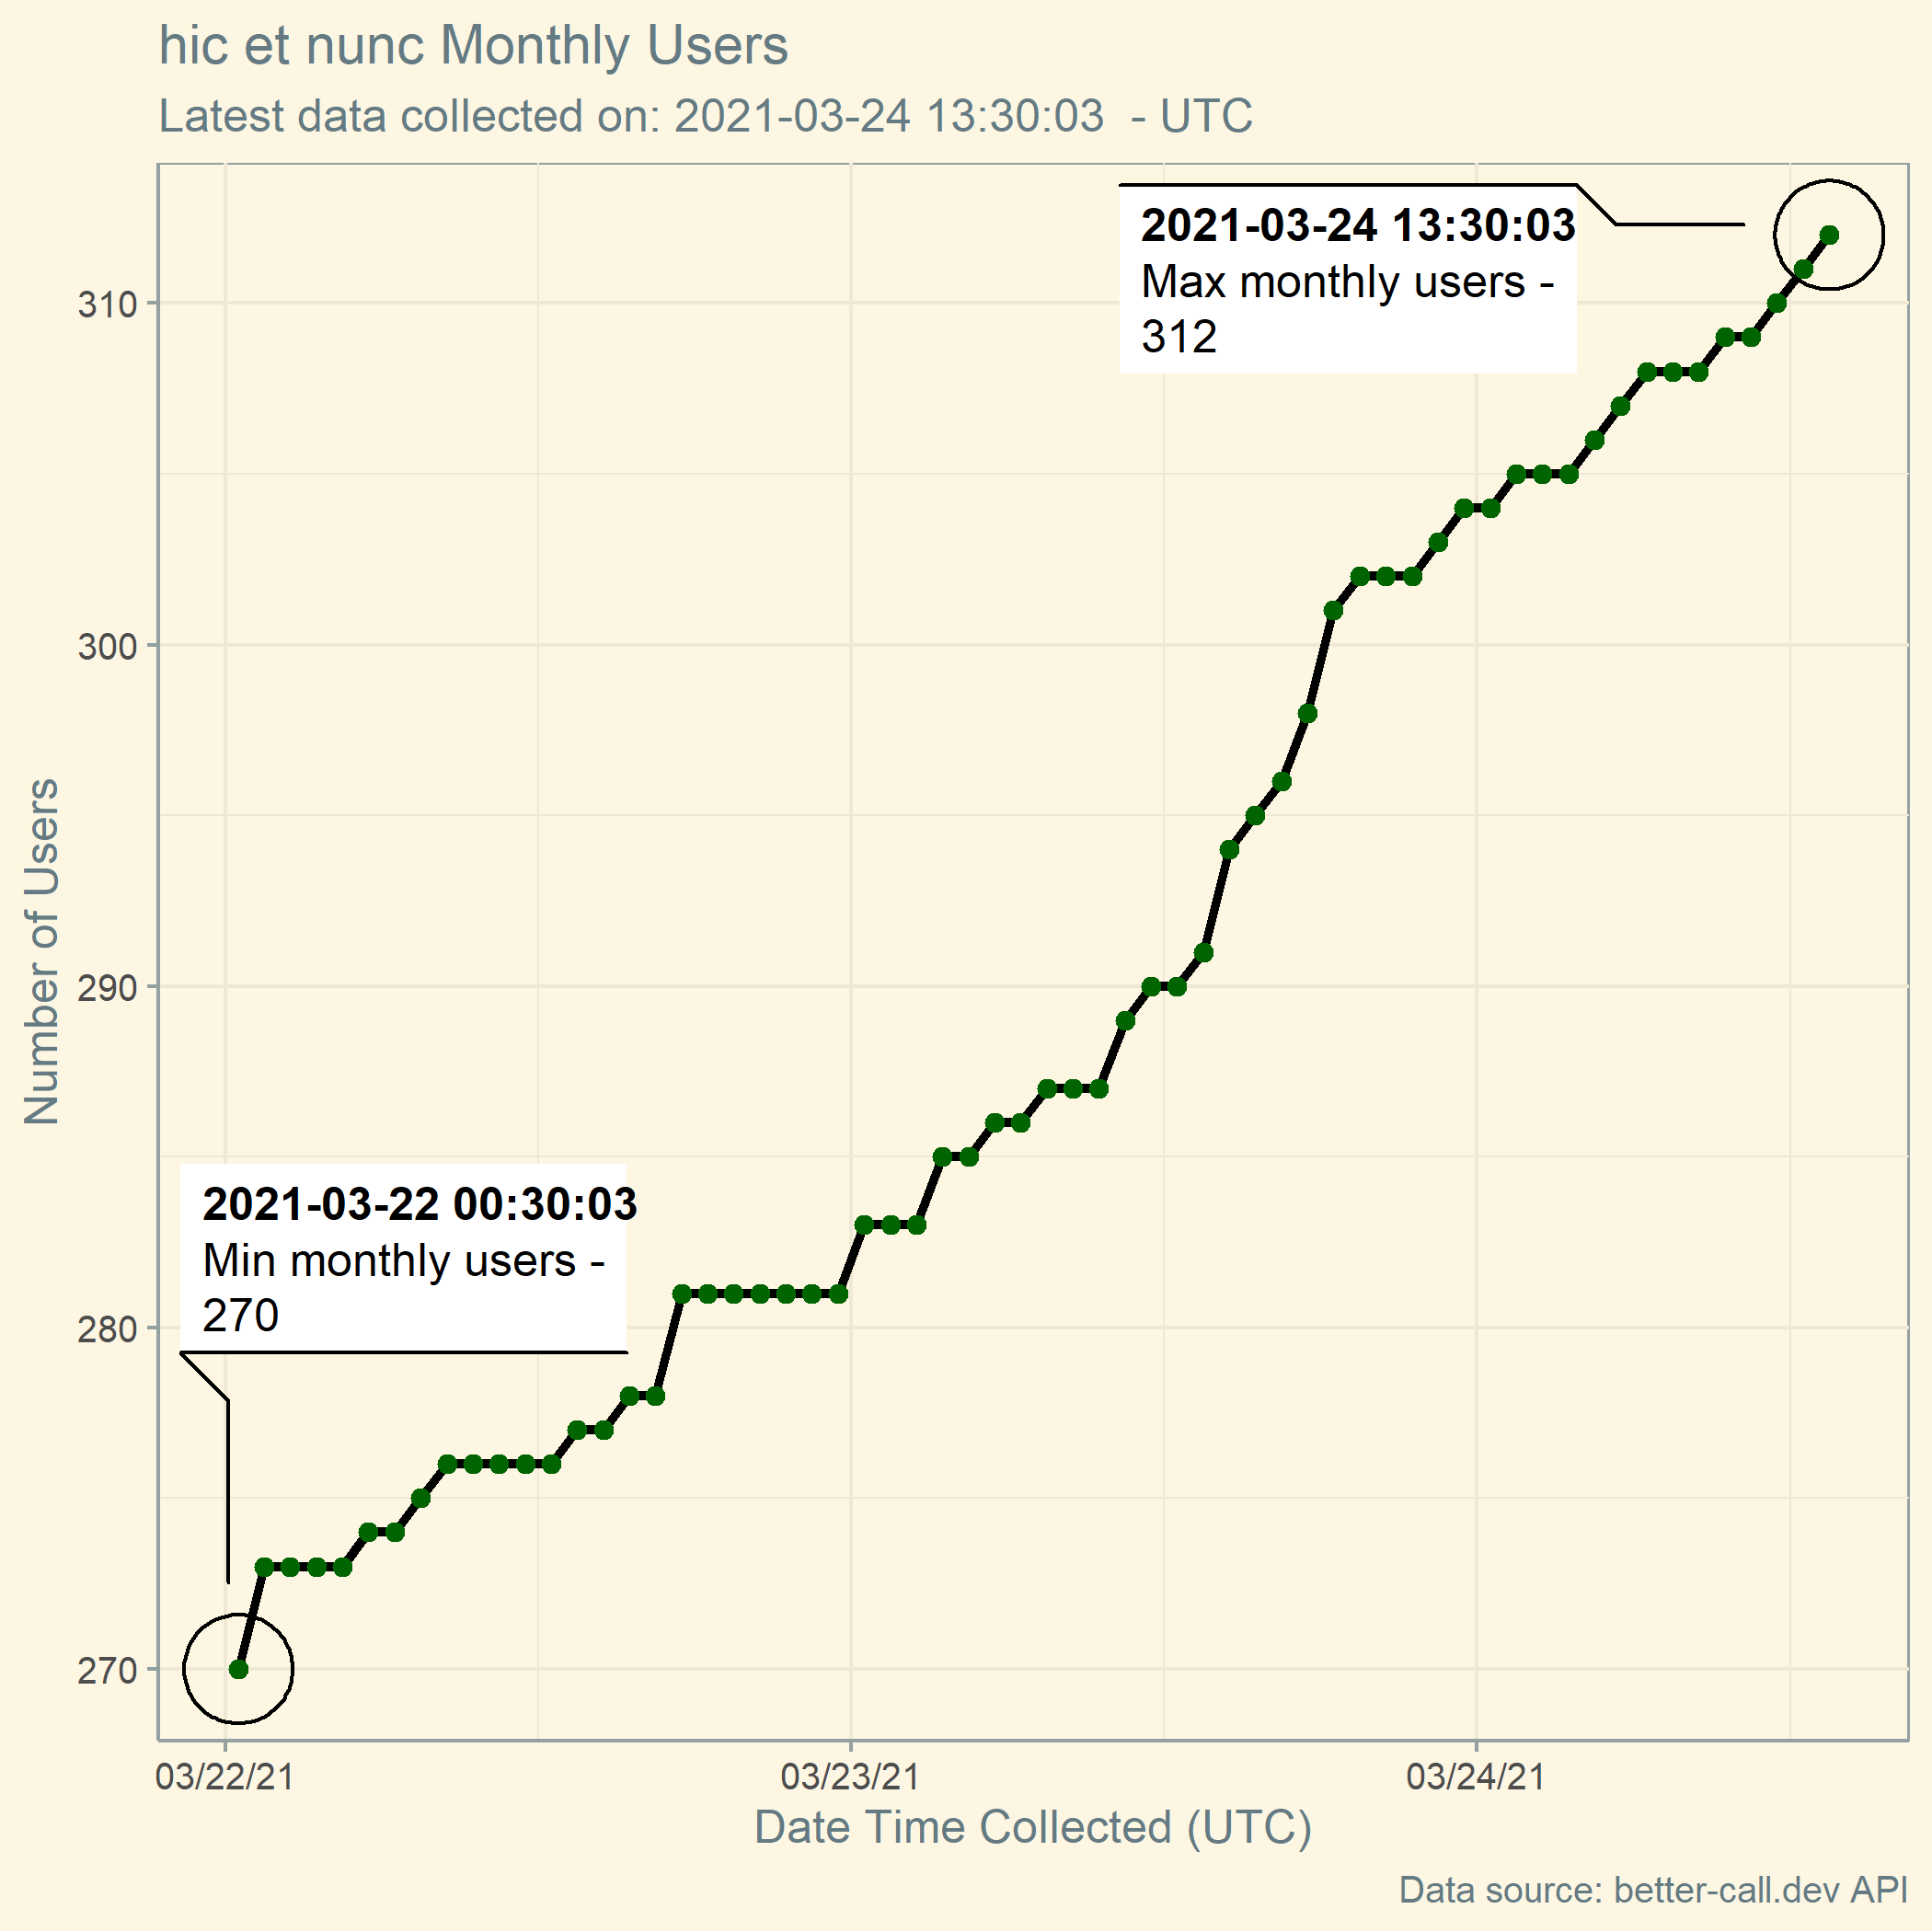 hic et nunc Monthly Users
Latest data collected on: 2021-03-24 13:30:03  - UTC
2021-03-24 13:30:03
Max monthly users -
312
310
300
290
280
270
Number of Users
2021-03-22 00:30:03
Min monthly users -
270
03/22/21
03/23/21
03/24/21
Date Time Collected (UTC)
Data source: better-call.dev API